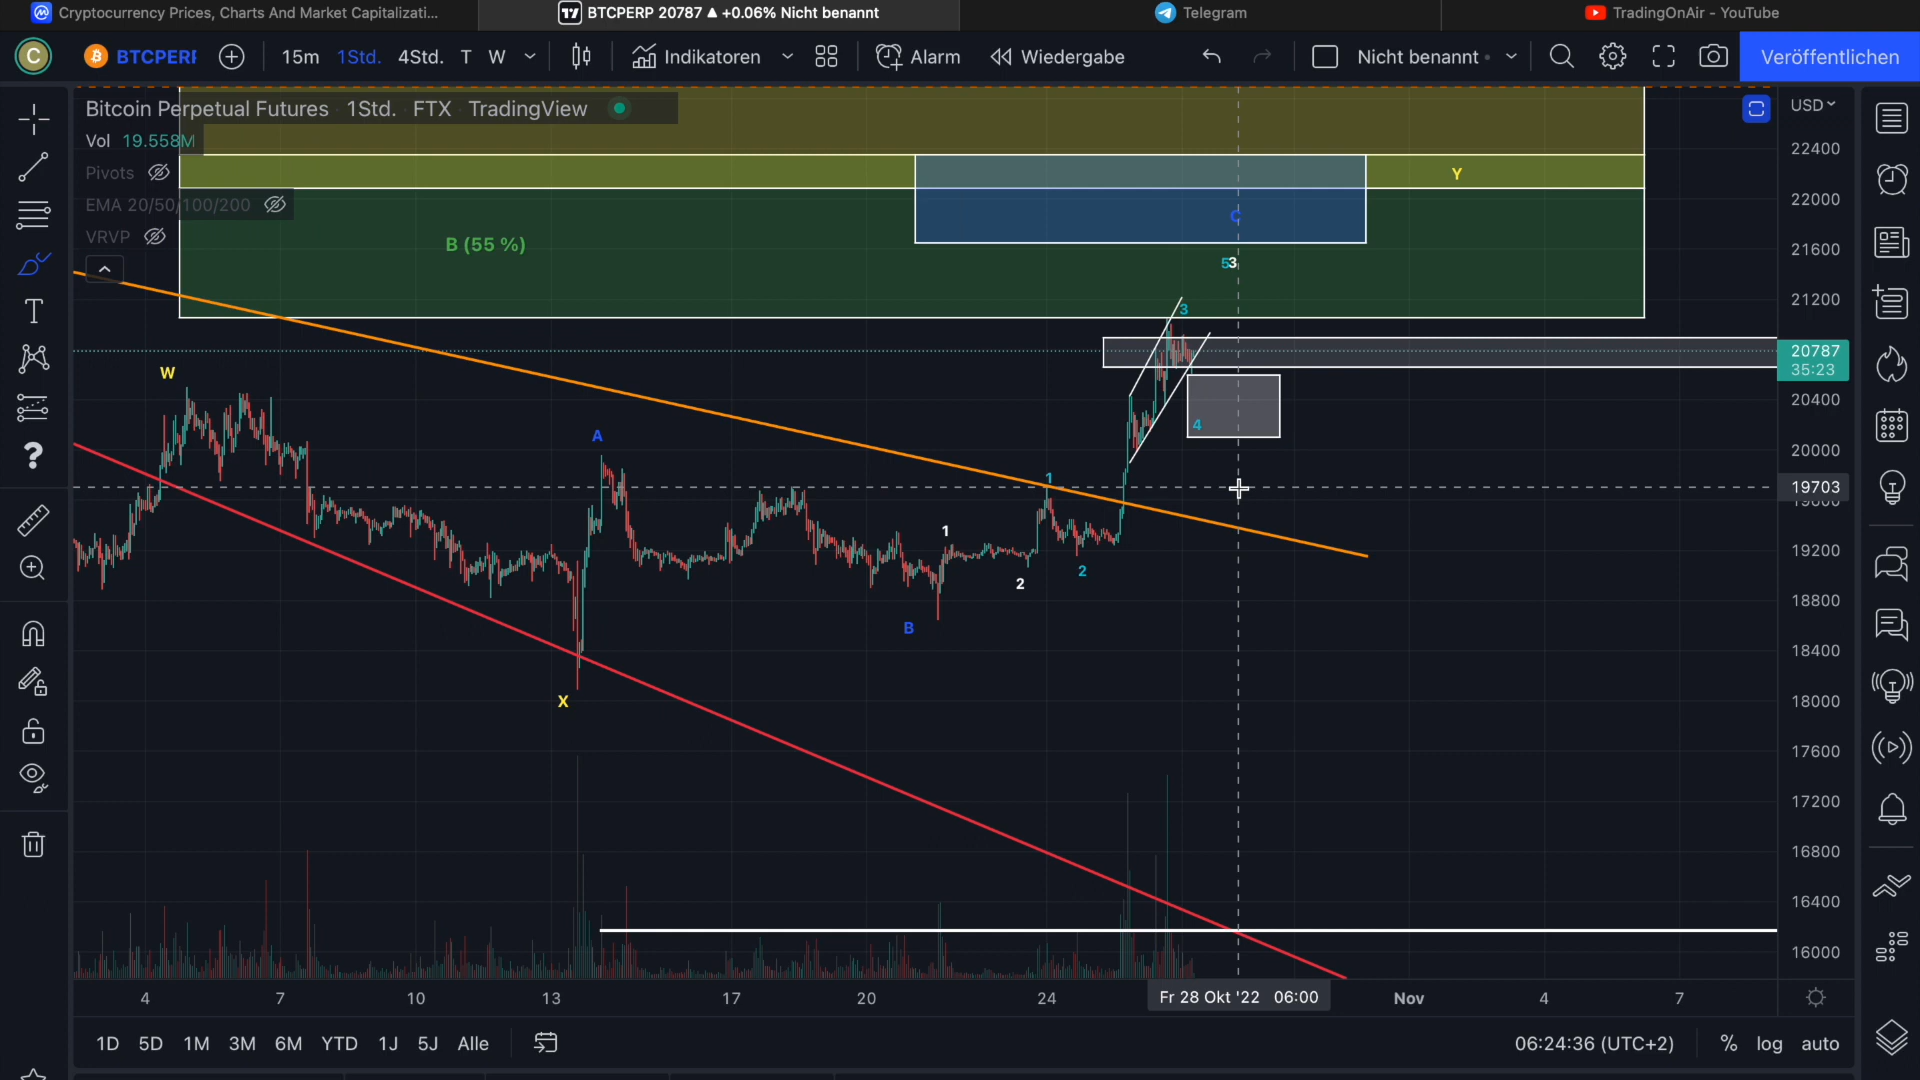 Cryptocurrency Prices, Charts And Market Capitalizati...
BTCPERP 20787 ▲ +0.06% Nicht benannt
Telegram
TradingOnAir - YouTube
C
BTCPERP
15m 1Std. 4Std. T W
Indikatoren
Alarm
Wiedergabe
Nicht benannt
Veröffentlichen
Bitcoin Perpetual Futures 1Std. FTX TradingView
USD
Vol 19.558M
Pivots
EMA 20/50/100/200
VRVP
Y
C
B (55 %)
53
3
W
A
4
1
1
2
2
B
X
22400
22000
21600
21200
20787
35:23
20400
20000
19703
19200
18800
18400
18000
17600
17200
16800
16400
16000
4 7 10 13 17 20 24 Fr 28 Okt '22 06:00 Nov 4 7
1D 5D 1M 3M 6M YTD 1J 5J Alle
06:24:36 (UTC+2) % log auto